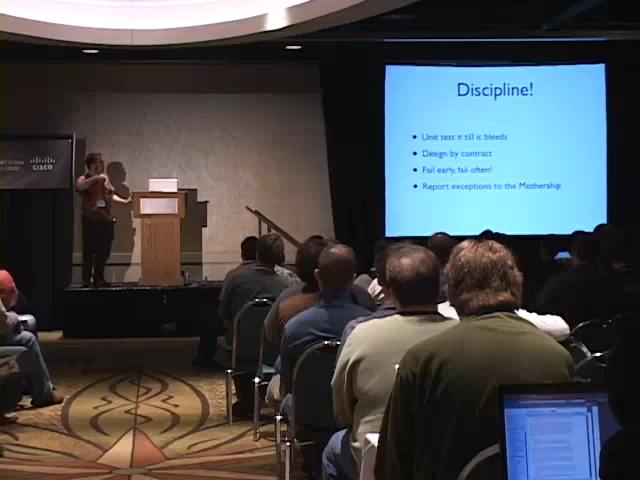 Discipline!
• Unit test it till it bleeds
• Design by contract
• Fail early, fail often!
• Report exceptions to the Mothership
CISCO